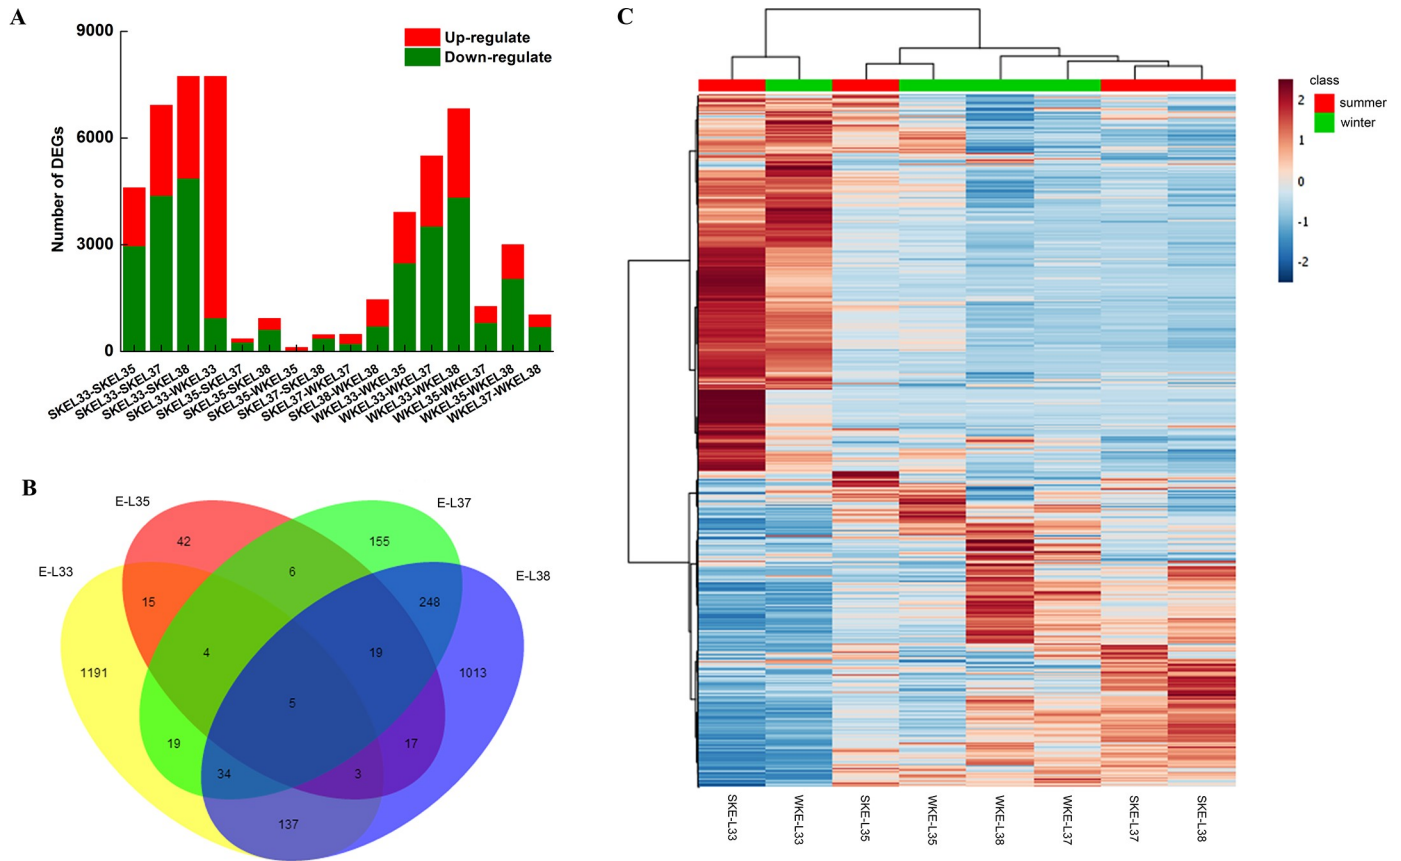 A
9000
6000
3000
0
Number of DEGs
Up-regulate
Down-regulate
SKEL33-SKEL35
SKEL33-SKEL37
SKEL33-SKEL38
SKEL33-WKEL33
SKEL35-SKEL37
SKEL35-SKEL38
SKEL35-WKEL35
SKEL37-SKEL38
SKEL37-WKEL37
SKEL38-WKEL38
WKEL33-WKEL35
WKEL33-WKEL37
WKEL33-WKEL38
WKEL35-WKEL37
WKEL35-WKEL38
WKEL37-WKEL38
B
E-L35
E-L37
E-L33
E-L38
42
155
6
15
248
4
19
1191
1013
5
19
17
34
3
137
C
class
summer
winter
2
1
0
-1
-2
SKE-L33
WKE-L33
SKE-L35
WKE-L35
WKE-L38
WKE-L37
SKE-L37
SKE-L38